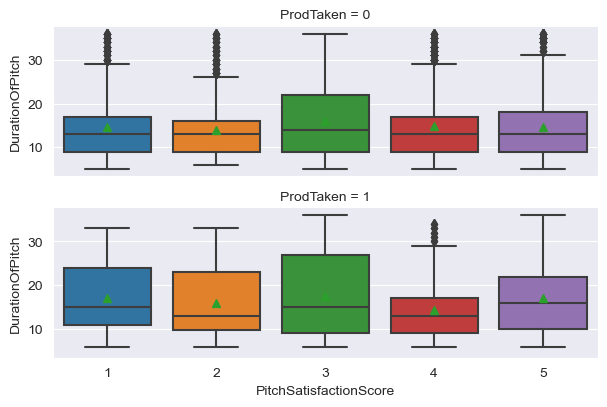 ProdTaken = 0
DurationOfPitch
30
20
10
ProdTaken = 1
DurationOfPitch
30
20
10
1 2 3 4 5
PitchSatisfactionScore